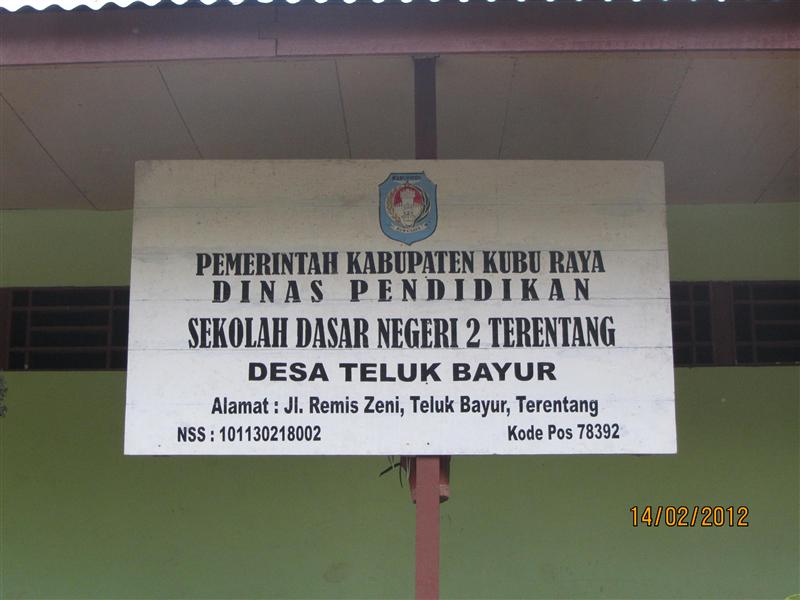 PEMERINTAH KABUPATEN KUBU RAYA
DINAS PENDIDIKAN
SEKOLAH DASAR NEGERI 2 TERENTANG
DESA TELUK BAYUR
Alamat : Jl. Remis Zeni, Teluk Bayur, Terentang
NSS : 101130218002 Kode Pos 78392
14/02/2012